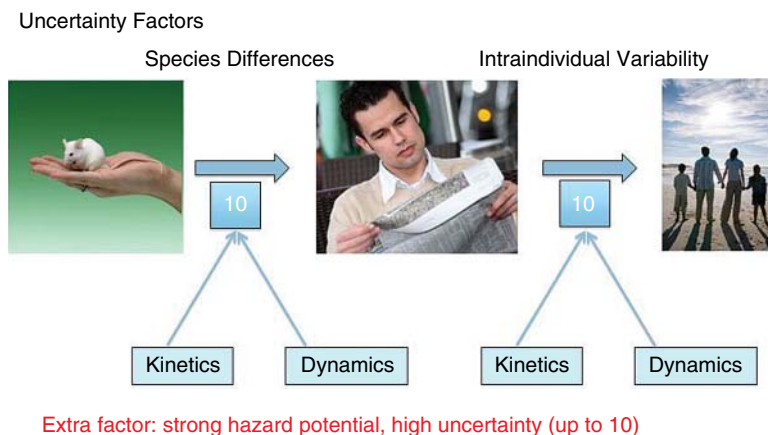 Uncertainty Factors
Species Differences
Intraindividual Variability
10
10
Kinetics
Dynamics
Kinetics
Dynamics
Extra factor: strong hazard potential, high uncertainty (up to 10)